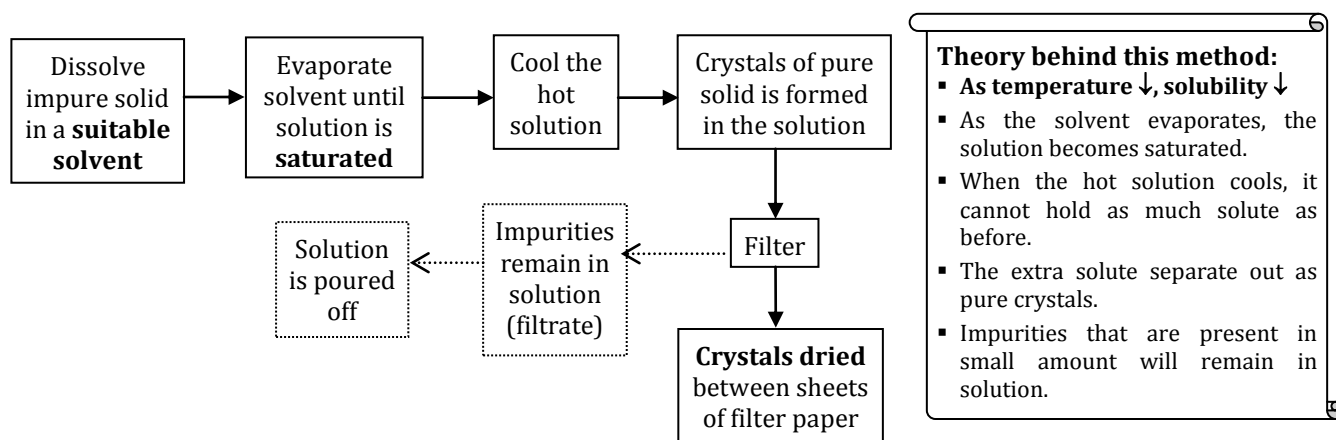 Dissolve
impure solid
in a suitable
solvent
Evaporate
solvent until
solution is
saturated
Cool the
hot
solution
Crystals of pure
solid is formed
in the solution
Filter
Impurities
remain in
solution
(filtrate)
Solution
is poured
off
Crystals dried
between sheets
of filter paper
Theory behind this method:
▪ As temperature ↓, solubility ↓
▪ As the solvent evaporates, the
solution becomes saturated.
▪ When the hot solution cools, it
cannot hold as much solute as
before.
▪ The extra solute separate out as
pure crystals.
▪ Impurities that are present in
small amount will remain in
solution.